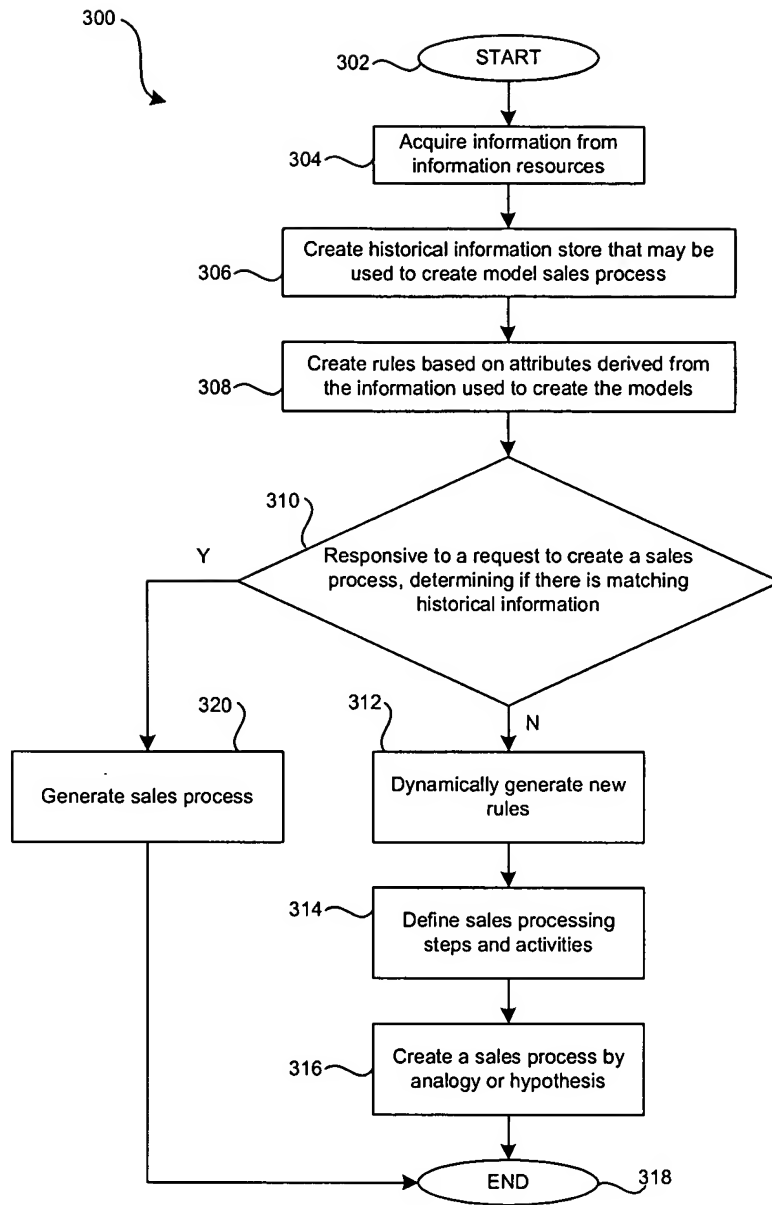 300
302
START
304
Acquire information from
information resources
306
Create historical information store that may be
used to create model sales process
308
Create rules based on attributes derived from
the information used to create the models
310
Y
Responsive to a request to create a sales
process, determining if there is matching
historical information
320
312
N
Generate sales process
Dynamically generate new
rules
314
Define sales processing
steps and activities
316
Create a sales process by
analogy or hypothesis
END
318